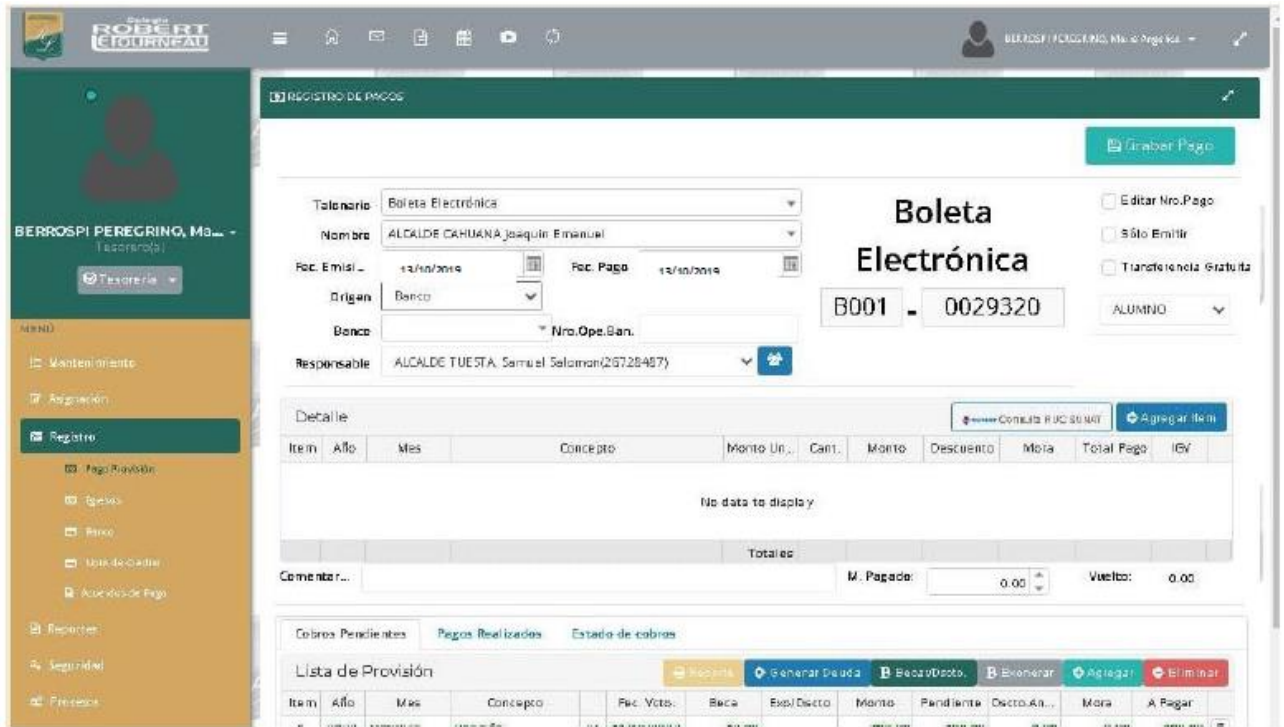 Colegio
ROBERT
LETOURNEAU
REGISTRO DE PAGOS
Grabar Pago
Talonario Boleta Electrónica
Nombre ALCALDE CAHUANA Joaquin Emanuel
Fec. Emisi... 13/10/2019 Fec. Pago 13/10/2019
Origen Banco
Banco Nro.Ope.Ban.
Responsable ALCALDE TUESTA, Samuel Salomon(26728487)
Boleta
Electrónica
B001 - 0029320
Editar Nro.Pago
Sólo Emitir
Transferencia Gratuita
ALUMNO
BERROSPI PEREGRINO, Ma...
Tesorero(a)
Tesorería
MENÚ
Mantenimiento
Asignación
Registro
Pago Provisión
Egresos
Banco
Nota de Crédito
Acuerdos de Pago
Reportes
Seguridad
Procesos
Detalle
Consulta RUC SUNAT
Agregar Item
Item Año Mes Concepto Monto Un... Cant. Monto Descuento Mora Total Pago IGV
No data to display
Totales
Comentar... M. Pagado: 0.00 Vuelto: 0.00
Cobros Pendientes Pagos Realizados Estado de cobros
Lista de Provisión
Reporte Generar Deuda Becas/Dscto. Exonerar Agregar Eliminar
Item Año Mes Concepto Fec. Vcto. Beca Exo/Dscto Monto Pendiente Dscto.An... Mora A Pagar